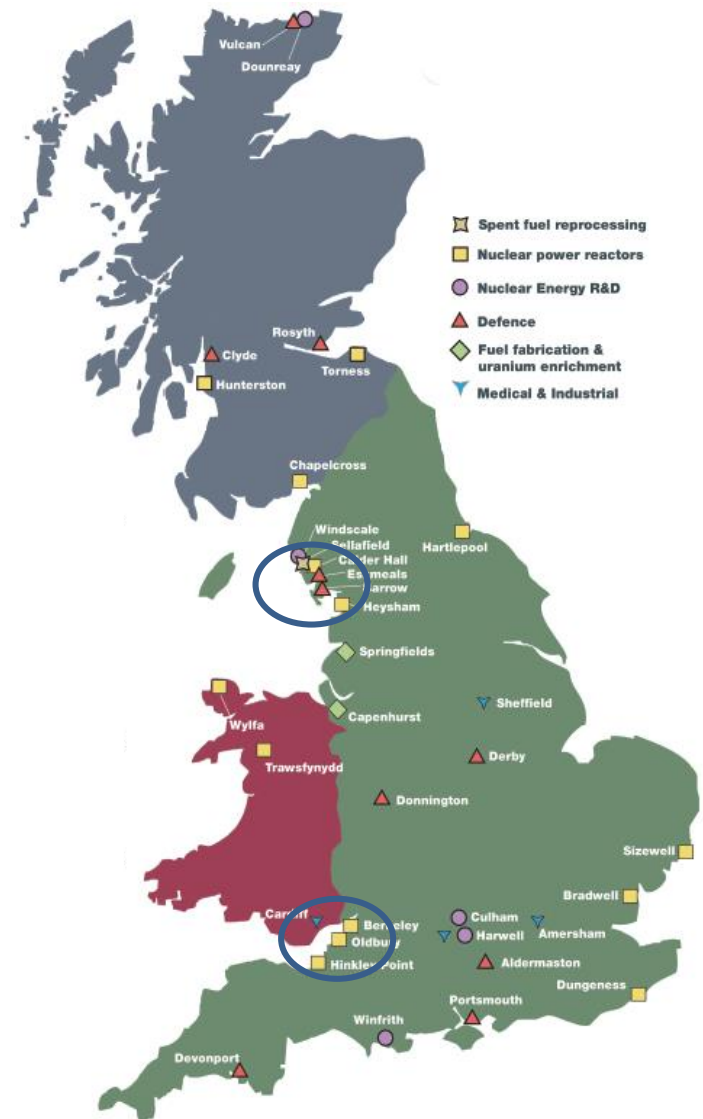 Vulcan
Dounreay
Spent fuel reprocessing
Nuclear power reactors
Nuclear Energy R&D
Defence
Fuel fabrication &
uranium enrichment
Medical & Industrial
Rosyth
Clyde
Torness
Hunterston
Chapelcross
Windscale
Sellafield
Hartlepool
Calder Hall
Eskmeals
Barrow
Heysham
Springfields
Sheffield
Capenhurst
Wylfa
Derby
Trawsfynydd
Donnington
Sizewell
Bradwell
Cardiff
Culham
Berkeley
Harwell
Amersham
Oldbury
Hinkley Point
Aldermaston
Dungeness
Portsmouth
Winfrith
Devonport